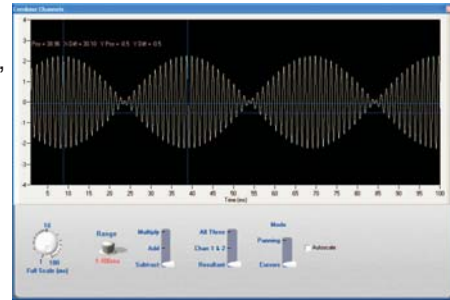 Combine Channels
4
3
2
1
0
-1
-2
-3
-4
5 10 15 20 25 30 35 40 45 50 55 60 65 70 75 80 85 90 95 100
Time (ms)
10
1 100
Full Scale (ms)
Range
Multiply
Add
Subtract
All Three
Chan 1 & 2
Resultant
Mode
Panning
Cursors
Autoscale